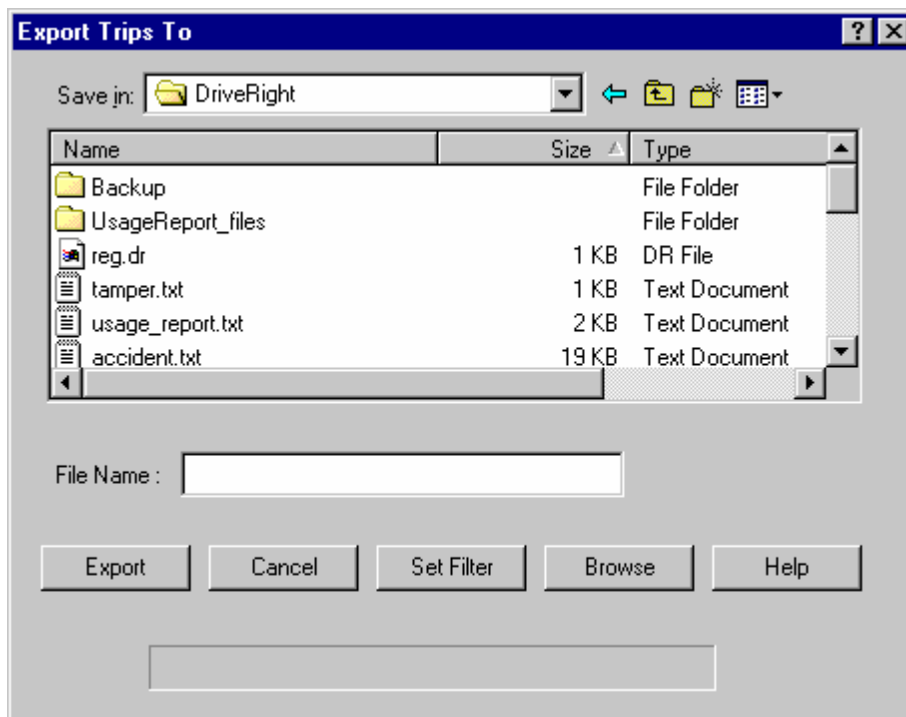 Export Trips To
Save in: DriveRight
Name Size Type
Backup File Folder
UsageReport_files File Folder
reg.dr 1 KB DR File
tamper.txt 1 KB Text Document
usage_report.txt 2 KB Text Document
accident.txt 19 KB Text Document
File Name :
Export Cancel Set Filter Browse Help